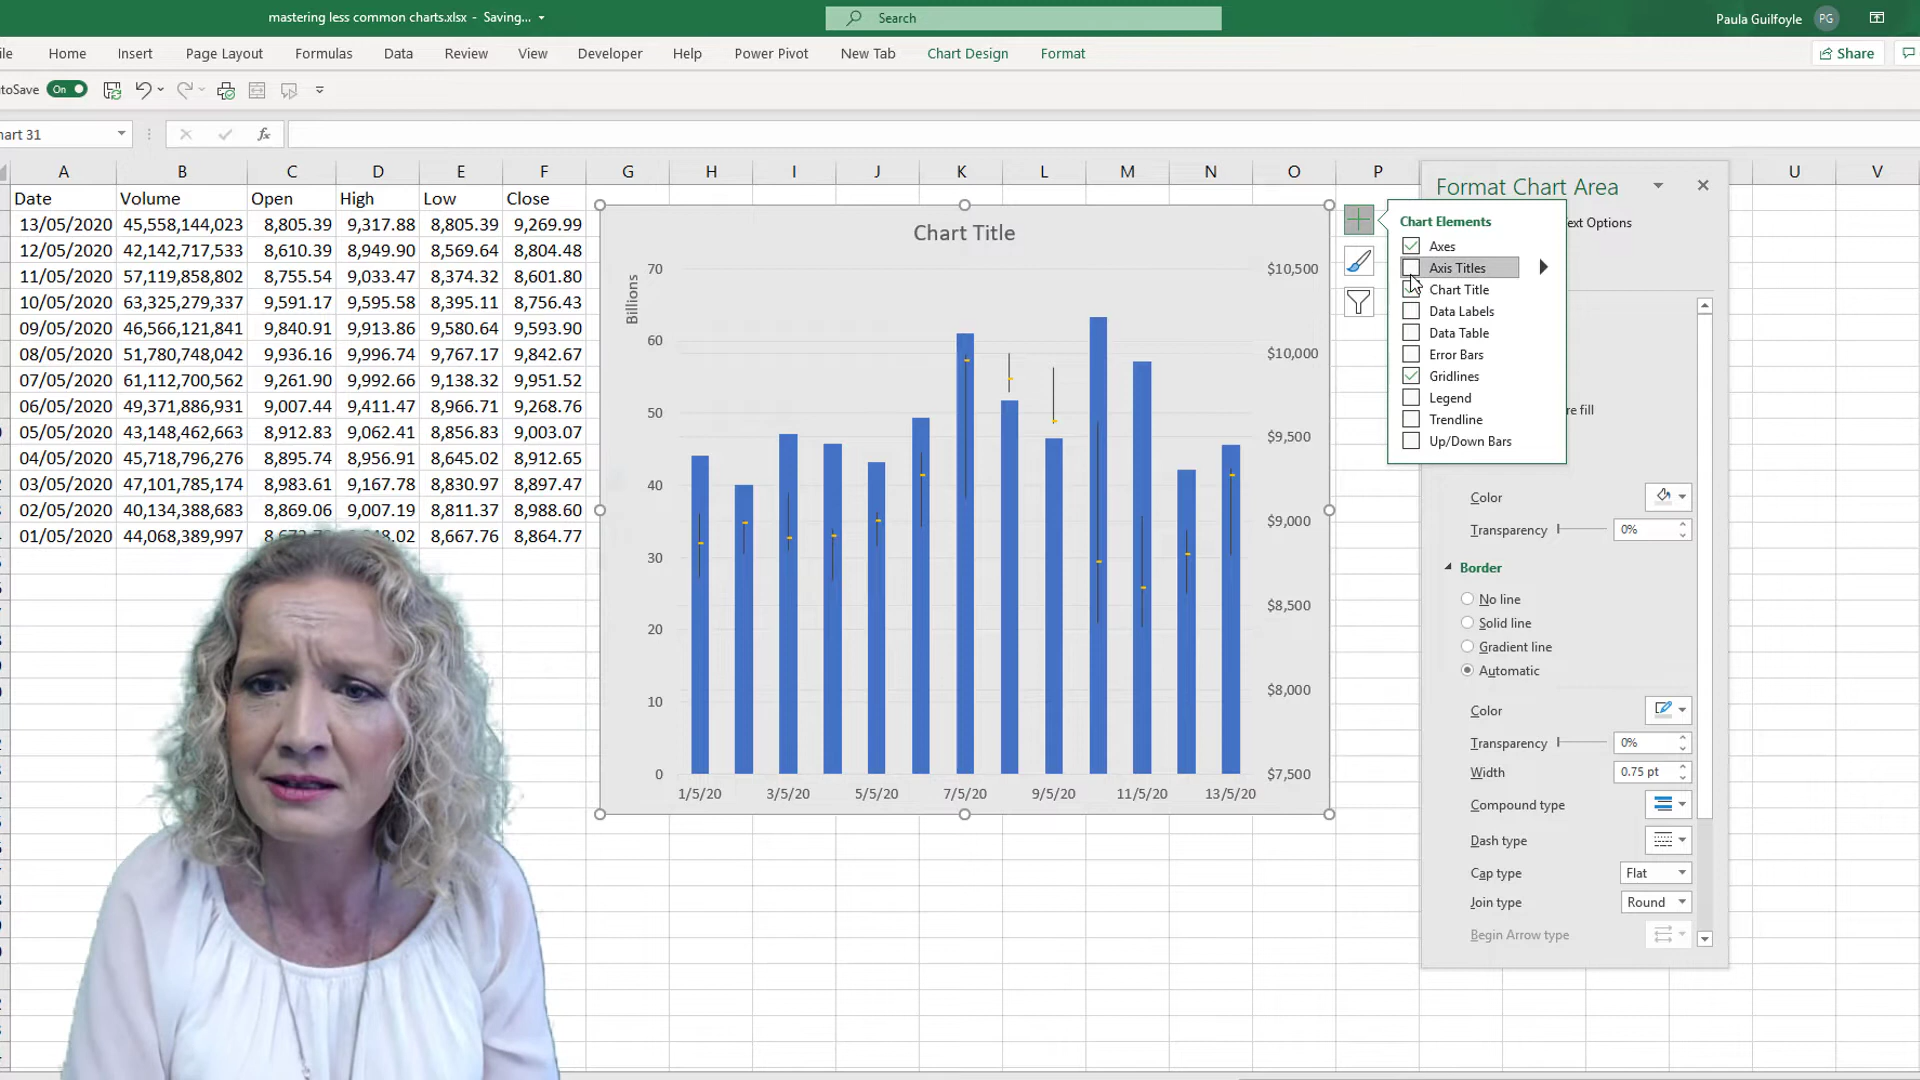 mastering less common charts.xlsx - Saving...
Search
Paula Guilfoyle PG
ile Home Insert Page Layout Formulas Data Review View Developer Help Power Pivot New Tab Chart Design Format Share
utoSave On
hart 31 fx
A B C D E F G H I J K L M N O P U V
Date Volume Open High Low Close
13/05/2020 45,558,144,023 8,805.39 9,317.88 8,805.39 9,269.99
12/05/2020 42,142,717,533 8,610.39 8,949.90 8,569.64 8,804.48
11/05/2020 57,119,858,802 8,755.54 9,033.47 8,374.32 8,601.80
10/05/2020 63,325,279,337 9,591.17 9,595.58 8,395.11 8,756.43
09/05/2020 46,566,121,841 9,840.91 9,913.86 9,580.64 9,593.90
08/05/2020 51,780,748,042 9,936.16 9,996.74 9,767.17 9,842.67
07/05/2020 61,112,700,562 9,261.90 9,992.66 9,138.32 9,951.52
06/05/2020 49,371,886,931 9,007.44 9,411.47 8,966.71 9,268.76
05/05/2020 43,148,462,663 8,912.83 9,062.41 8,856.83 9,003.07
04/05/2020 45,718,796,276 8,895.74 8,956.91 8,645.02 8,912.65
03/05/2020 47,101,785,174 8,983.61 9,167.78 8,830.97 8,897.47
02/05/2020 40,134,388,683 8,869.06 9,007.19 8,811.37 8,988.60
01/05/2020 44,068,389,997 8,667.76 8,864.77
Chart Title
Billions
70
60
50
40
30
20
10
0
$10,500
$10,000
$9,500
$9,000
$8,500
$8,000
$7,500
1/5/20 3/5/20 5/5/20 7/5/20 9/5/20 11/5/20 13/5/20
Chart Elements
Axes
Axis Titles
Chart Title
Data Labels
Data Table
Error Bars
Gridlines
Legend
Trendline
Up/Down Bars
Format Chart Area
ext Options
re fill
Color
Transparency 0%
Border
No line
Solid line
Gradient line
Automatic
Color
Transparency 0%
Width 0.75 pt
Compound type
Dash type
Cap type Flat
Join type Round
Begin Arrow type